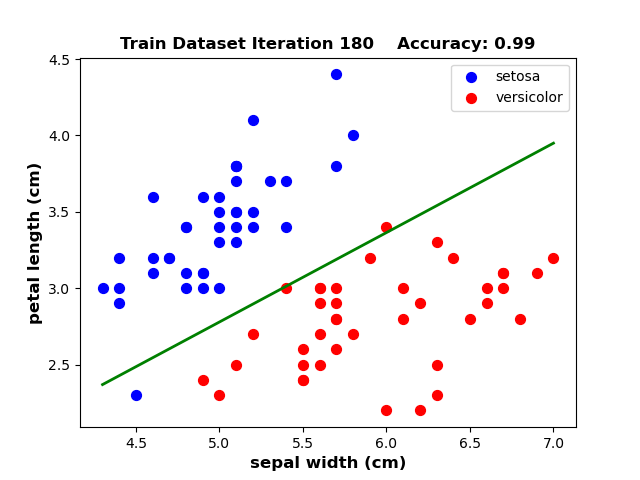 Train Dataset Iteration 180    Accuracy: 0.99
setosa
versicolor
4.5
4.0
3.5
3.0
2.5
petal length (cm)
4.5 5.0 5.5 6.0 6.5 7.0
sepal width (cm)